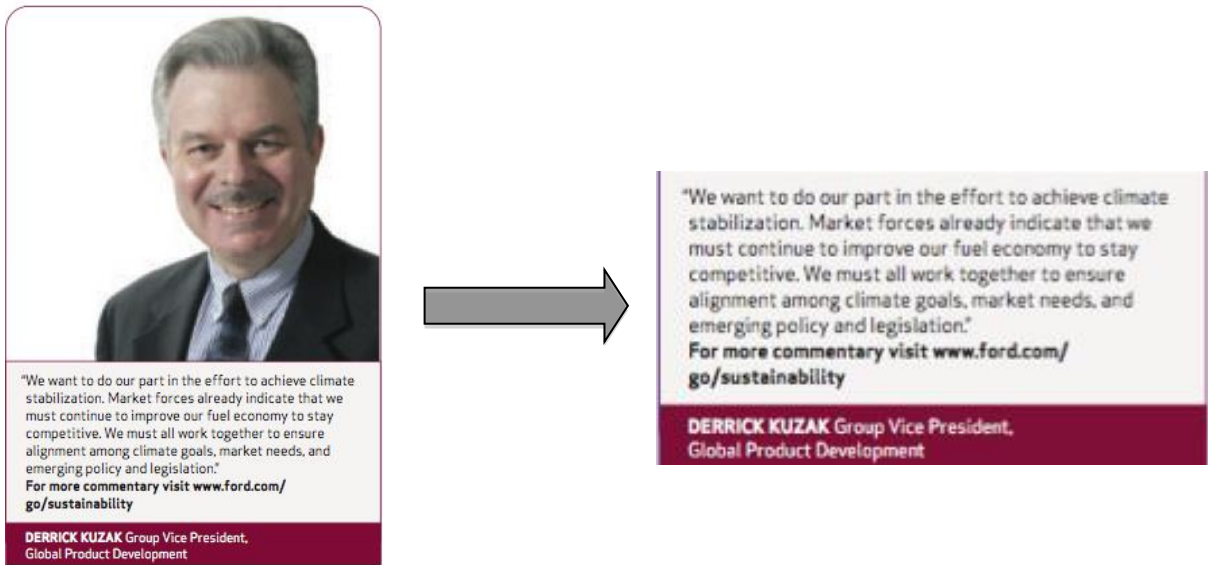 "We want to do our part in the effort to achieve climate
stabilization. Market forces already indicate that we
must continue to improve our fuel economy to stay
competitive. We must all work together to ensure
alignment among climate goals, market needs, and
emerging policy and legislation."
For more commentary visit www.ford.com/
go/sustainability
DERRICK KUZAK Group Vice President,
Global Product Development
"We want to do our part in the effort to achieve climate
stabilization. Market forces already indicate that we
must continue to improve our fuel economy to stay
competitive. We must all work together to ensure
alignment among climate goals, market needs, and
emerging policy and legislation."
For more commentary visit www.ford.com/
go/sustainability
DERRICK KUZAK Group Vice President,
Global Product Development